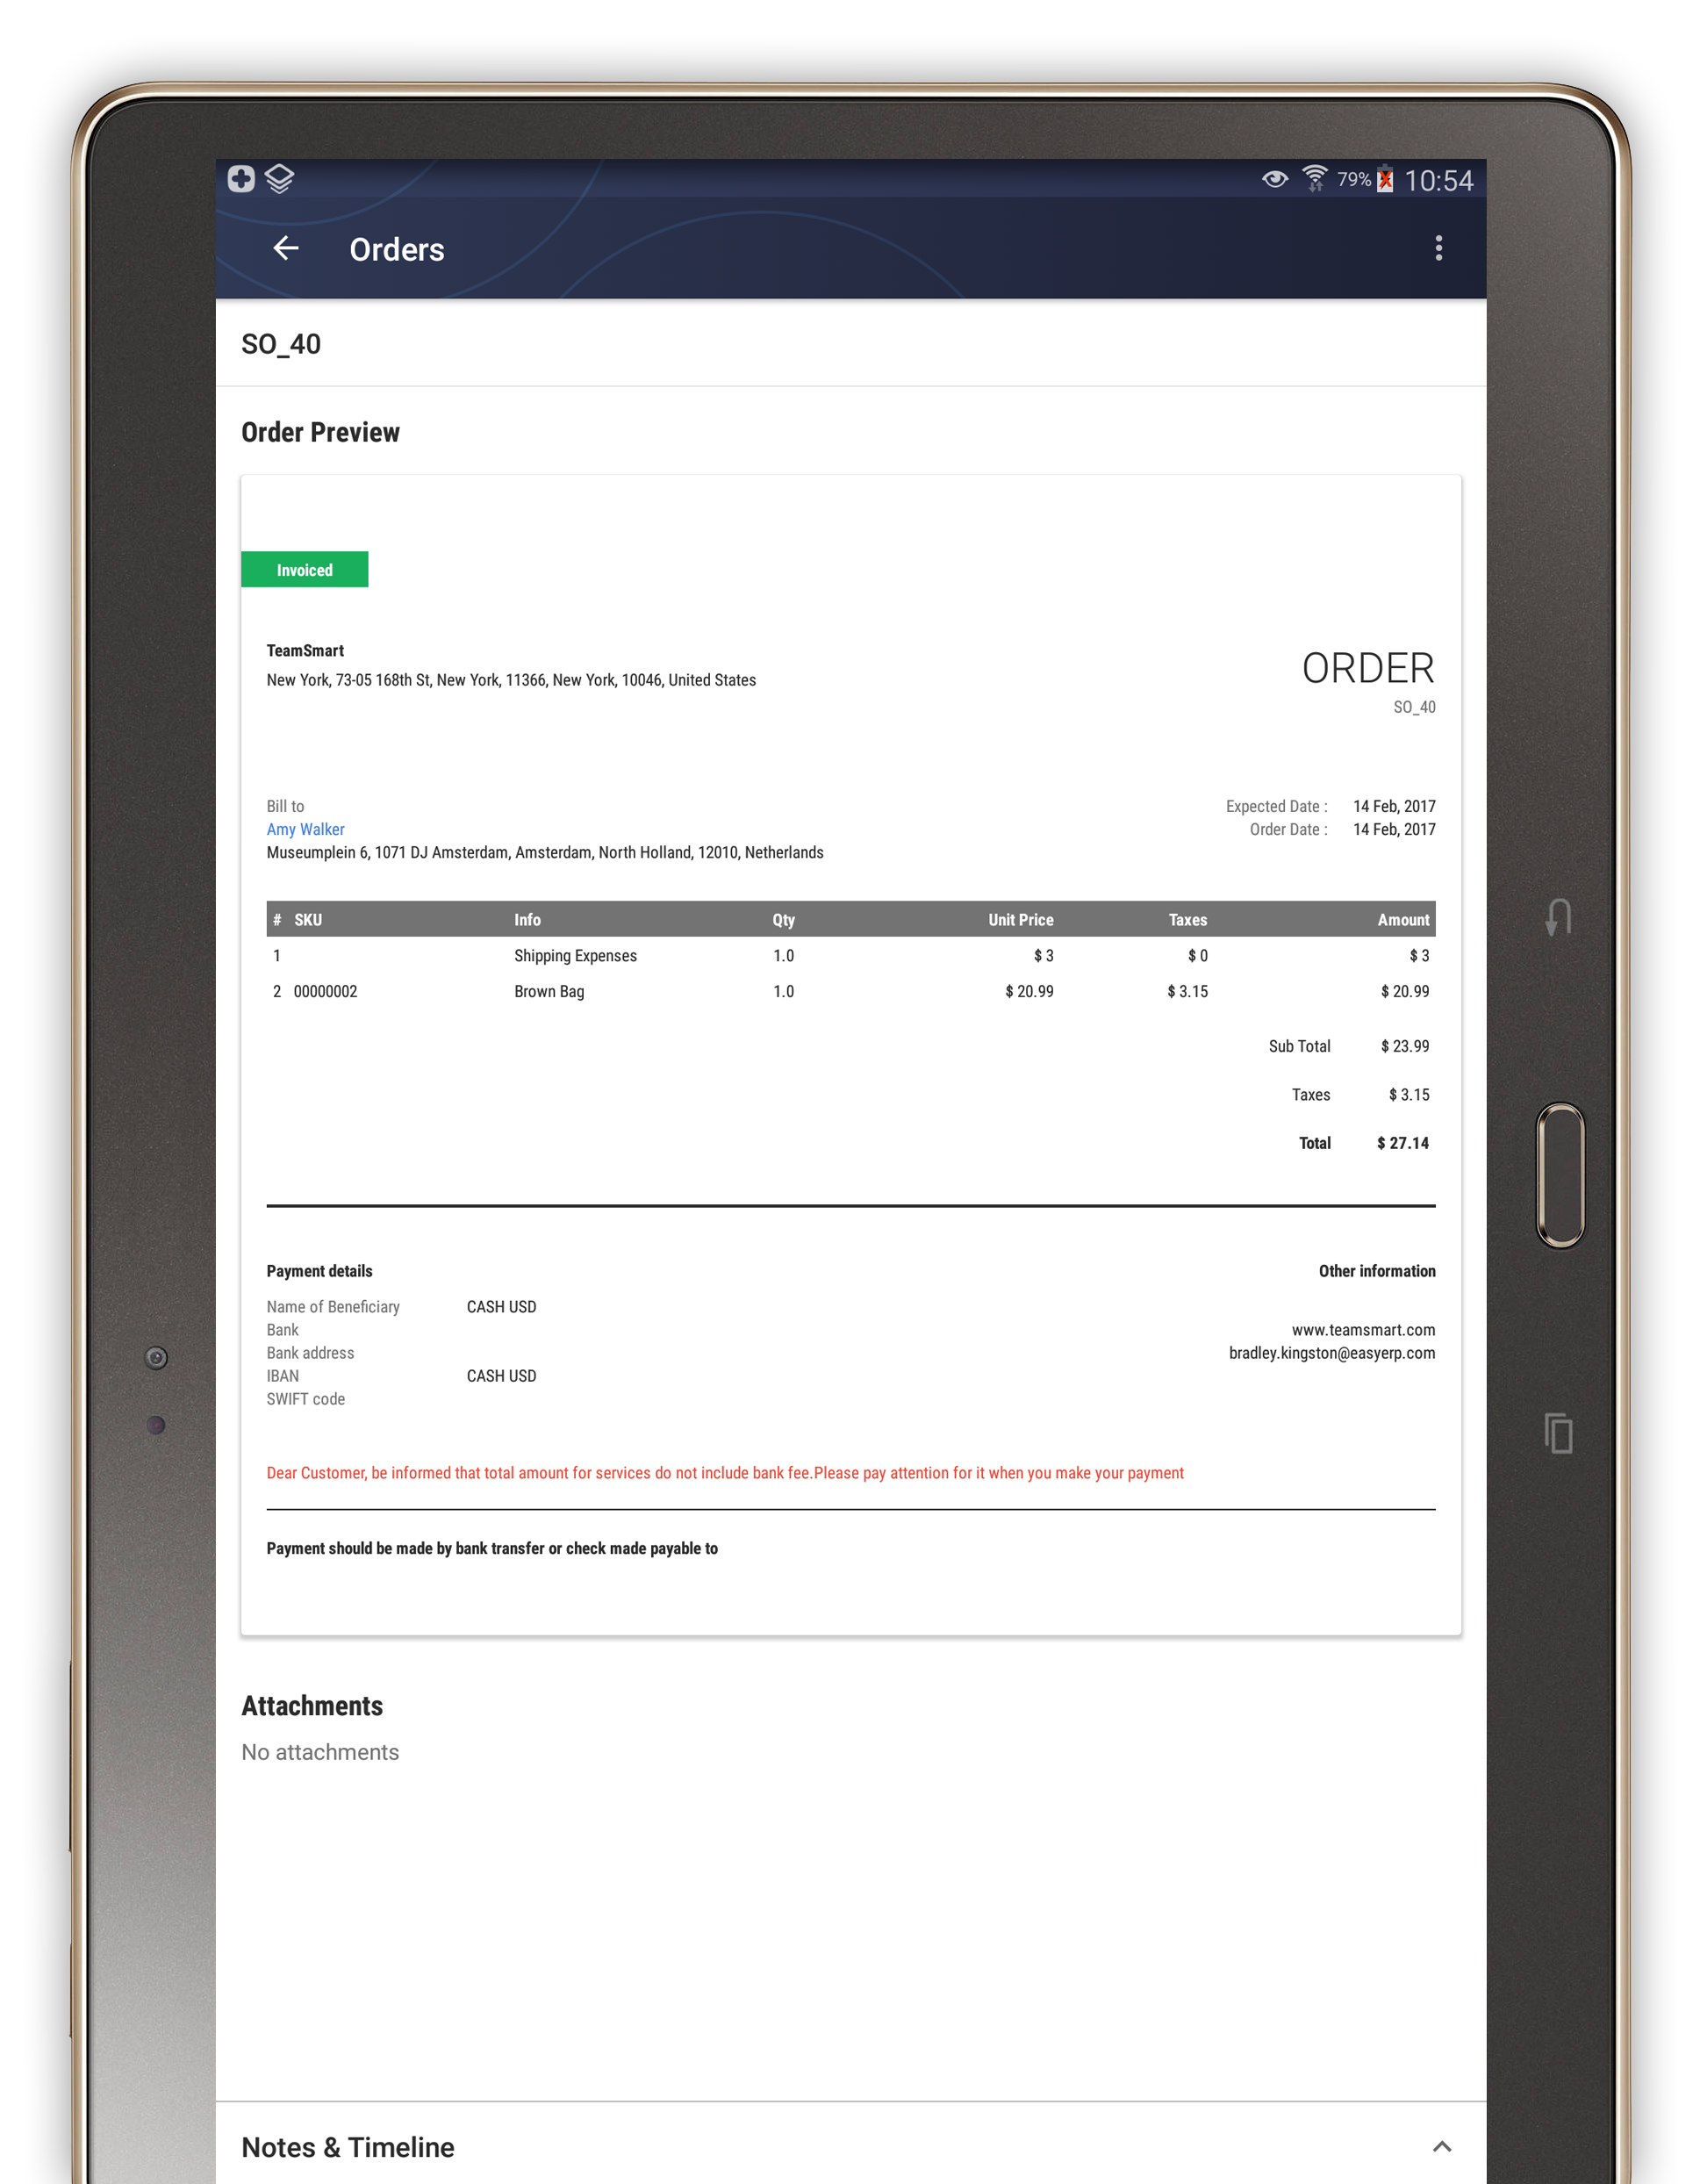 79% 10:54
Orders
SO_40
Order Preview
Invoiced
TeamSmart
New York, 73-05 168th St, New York, 11366, New York, 10046, United States
ORDER
SO_40
Bill to
Amy Walker
Museumplein 6, 1071 DJ Amsterdam, Amsterdam, North Holland, 12010, Netherlands
Expected Date : 14 Feb, 2017
Order Date : 14 Feb, 2017
# SKU Info Qty Unit Price Taxes Amount
1 Shipping Expenses 1.0 $ 3 $ 0 $ 3
2 00000002 Brown Bag 1.0 $ 20.99 $ 3.15 $ 20.99
Sub Total $ 23.99
Taxes $ 3.15
Total $ 27.14
Payment details
Name of Beneficiary CASH USD
Bank
Bank address
IBAN CASH USD
SWIFT code
Other information
www.teamsmart.com
bradley.kingston@easyerp.com
Dear Customer, be informed that total amount for services do not include bank fee.Please pay attention for it when you make your payment
Payment should be made by bank transfer or check made payable to
Attachments
No attachments
Notes & Timeline